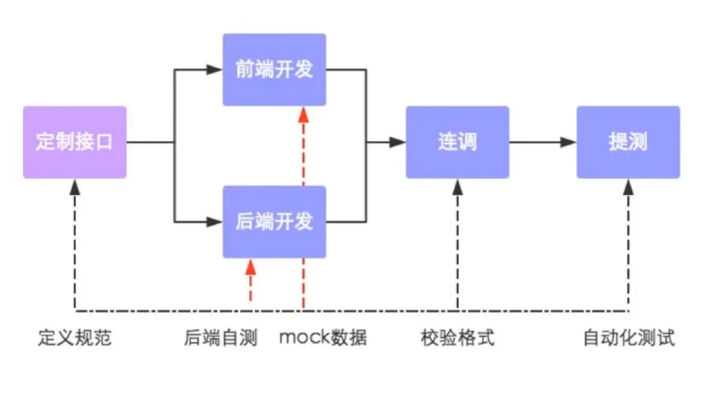 前端开发
定制接口
连调
提测
后端开发
定义规范
后端自测
mock数据
校验格式
自动化测试